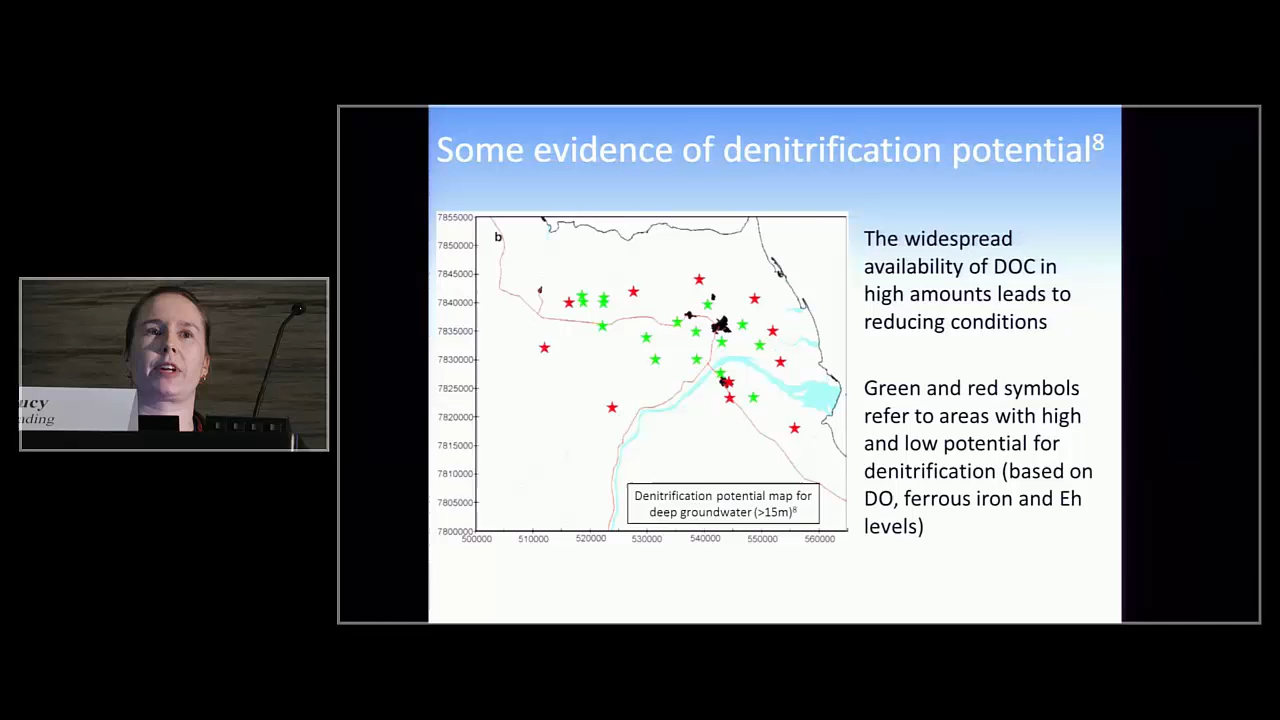 Some evidence of denitrification potential8
7855000
b
7850000
7845000
7840000
7835000
7830000
7825000
7820000
7815000
7810000
7805000
7800000
500000 510000 520000 530000 540000 550000 560000
Denitrification potential map for
deep groundwater (>15m)8
The widespread
availability of DOC in
high amounts leads to
reducing conditions
Green and red symbols
refer to areas with high
and low potential for
denitrification (based on
DO, ferrous iron and Eh
levels)
ucy
ading